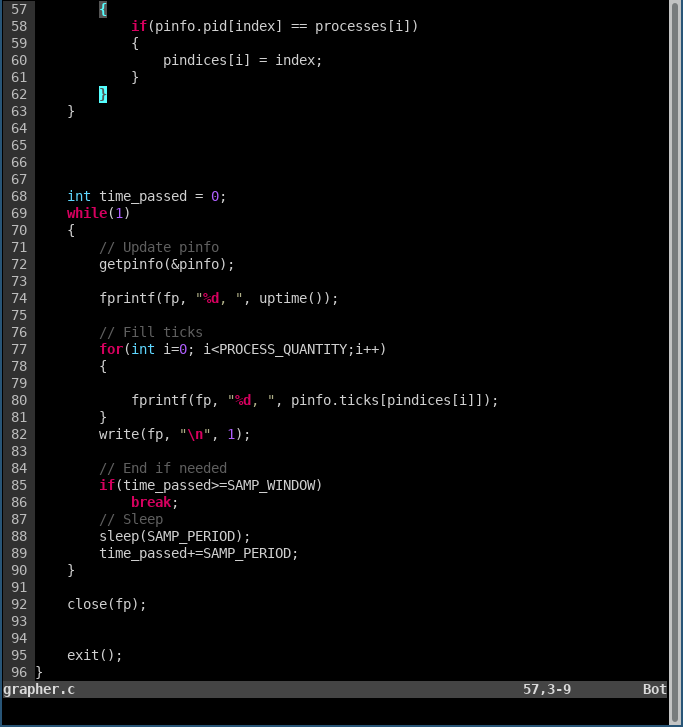 57 {
58 if(pinfo.pid[index] == processes[i])
59 {
60 pindices[i] = index;
61 }
62 }
63 }
64
65
66
67
68 int time_passed = 0;
69 while(1)
70 {
71 // Update pinfo
72 getpinfo(&pinfo);
73
74 fprintf(fp, "%d, ", uptime());
75
76 // Fill ticks
77 for(int i=0; i<PROCESS_QUANTITY;i++)
78 {
79
80 fprintf(fp, "%d, ", pinfo.ticks[pindices[i]]);
81 }
82 write(fp, "\n", 1);
83
84 // End if needed
85 if(time_passed>=SAMP_WINDOW)
86 break;
87 // Sleep
88 sleep(SAMP_PERIOD);
89 time_passed+=SAMP_PERIOD;
90 }
91
92 close(fp);
93
94
95 exit();
96 }
grapher.c 57,3-9 Bot